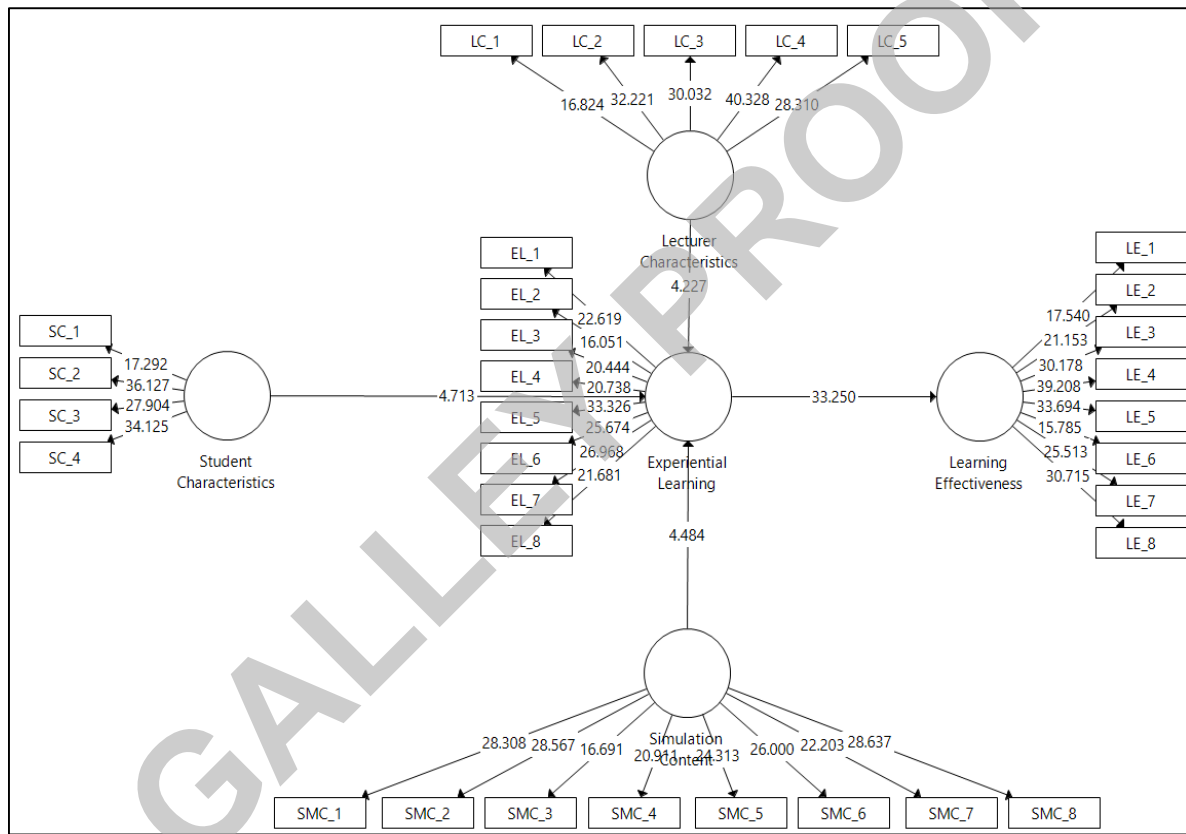 LC_1
LC_2
LC_3
LC_4
LC_5
16.824
32.221
30.032
40.328
28.310
Lecturer
Characteristics
4.227
EL_1
EL_2
EL_3
EL_4
EL_5
EL_6
EL_7
EL_8
22.619
16.051
20.444
20.738
33.326
25.674
26.968
21.681
SC_1
SC_2
SC_3
SC_4
17.292
36.127
27.904
34.125
Student
Characteristics
4.713
Experiential
Learning
33.250
Learning
Effectiveness
17.540
21.153
30.178
39.208
33.694
15.785
25.513
30.715
LE_1
LE_2
LE_3
LE_4
LE_5
LE_6
LE_7
LE_8
4.484
Simulation
Content
28.308
28.567
16.691
20.911
24.313
26.000
22.203
28.637
SMC_1
SMC_2
SMC_3
SMC_4
SMC_5
SMC_6
SMC_7
SMC_8
GALLEY PROOF